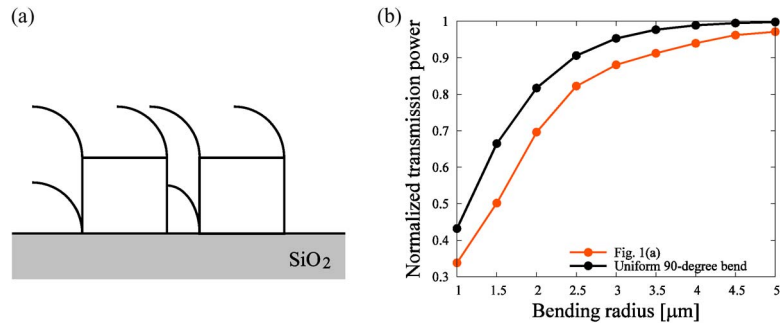 (a)
SiO2
(b)
Normalized transmission power
1
0.9
0.8
0.7
0.6
0.5
0.4
0.3
Fig. 1(a)
Uniform 90-degree bend
1 1.5 2 2.5 3 3.5 4 4.5 5
Bending radius [μm]